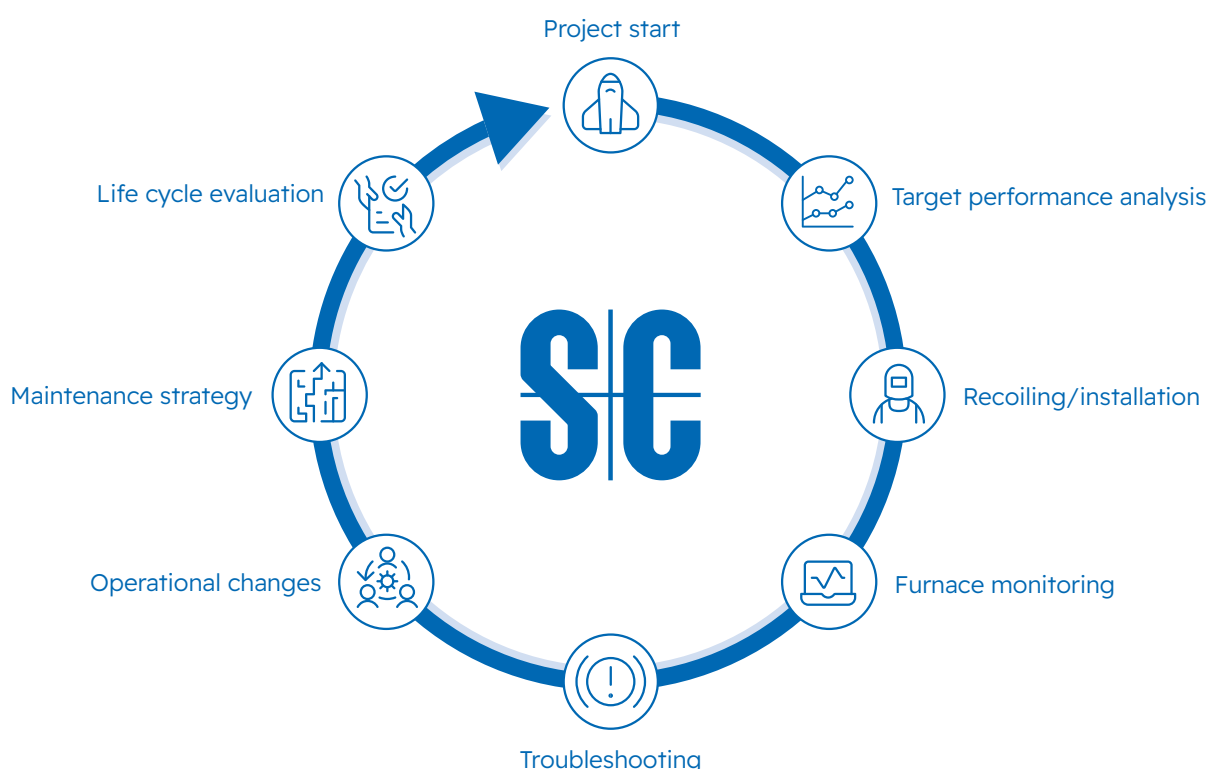 Project start
Target performance analysis
Recoiling/installation
Furnace monitoring
Troubleshooting
Operational changes
Maintenance strategy
Life cycle evaluation
S C